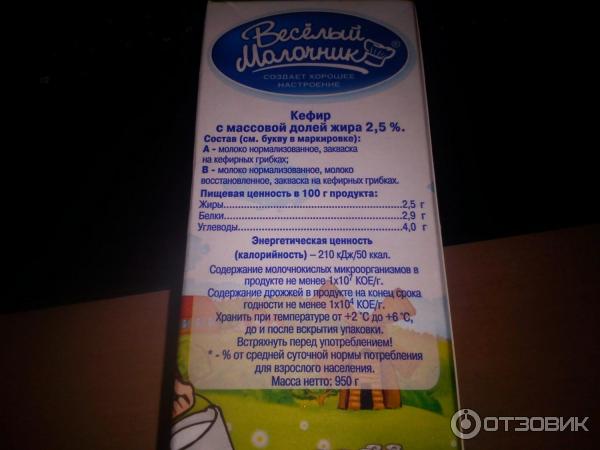 Весёлый
Молочник®
СОЗДАЕТ ХОРОШЕЕ
НАСТРОЕНИЕ
Кефир
с массовой долей жира 2,5 %.
Состав (см. букву в маркировке):
А - молоко нормализованное, закваска
на кефирных грибках;
В - молоко нормализованное, молоко
восстановленное, закваска на кефирных грибках.
Пищевая ценность в 100 г продукта:
Жиры.....2,5 г
Белки.....2,9 г
Углеводы.....4,0 г
Энергетическая ценность
(калорийность) – 210 кДж/50 ккал.
Содержание молочнокислых микроорганизмов в
продукте не менее 1х10⁷ КОЕ/г.
Содержание дрожжей в продукте на конец срока
годности не менее 1х10⁴ КОЕ/г.
Хранить при температуре от +2˚С до +6˚С,
до и после вскрытия упаковки.
Встряхнуть перед употреблением!
* - % от средней суточной нормы потребления
для взрослого населения.
Масса нетто: 950 г
ОТЗОВИК